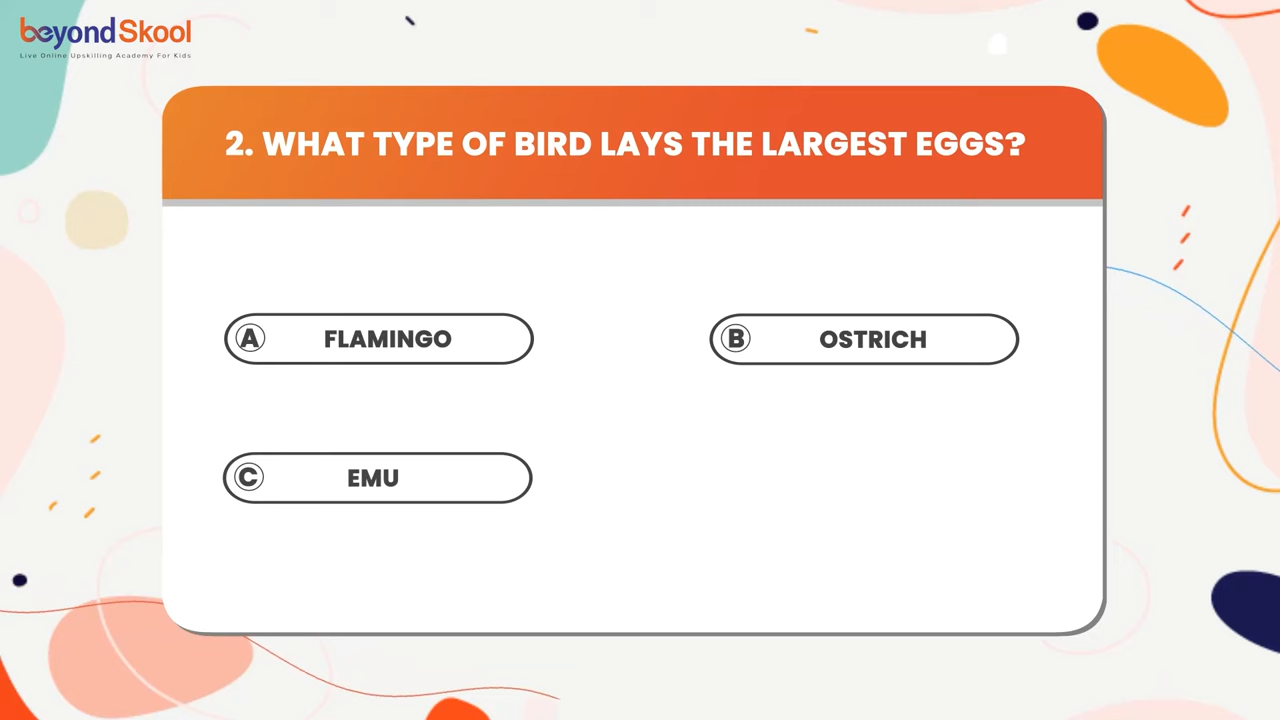 beyondSkool
Live Online Upskilling Academy For Kids
2. WHAT TYPE OF BIRD LAYS THE LARGEST EGGS?
A FLAMINGO
B OSTRICH
C EMU